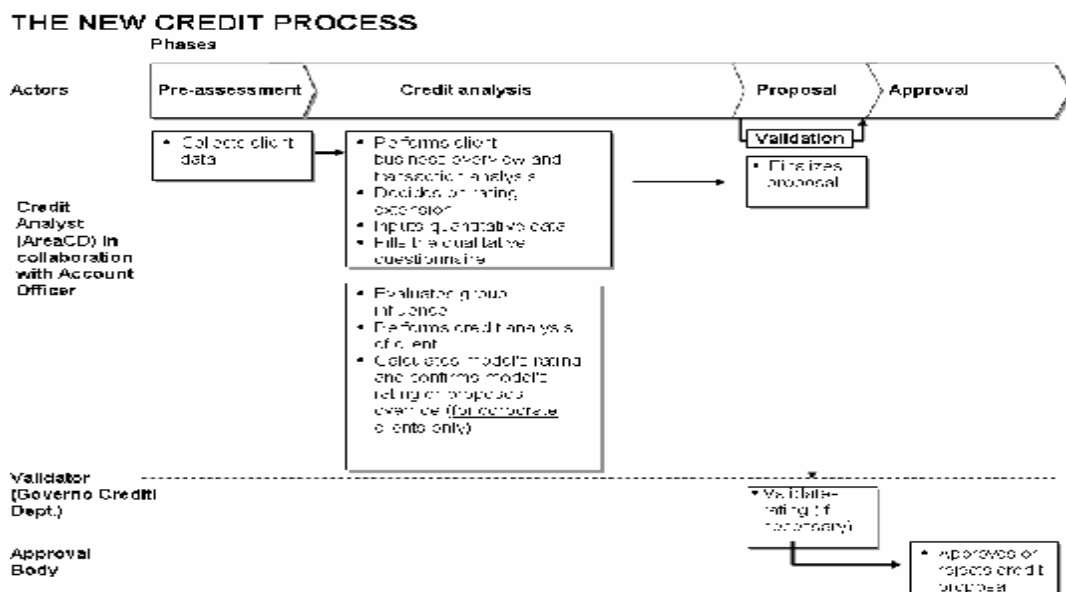 THE NEW CREDIT PROCESS
Phases
Actors
Pre-assessment
Credit analysis
Proposal
Approval
Validation
• Collects client
data
• Performs client
business overview and
transaction analysis
• Decides on rating
extension
• Inputs quantitative data
• Fills the qualitative
questionnaire
• Finalizes
proposal
Credit
Analyst
(AreaCD) in
collaboration
with Account
Officer
• Evaluates group
influence
• Performs credit analysis
of client
• Calculates model's rating
and confirms model's
rating or proposes
override (for corporate
clients only)
Validator
(Governo Crediti
Dept.)
• Validates
rating (if
necessary)
Approval
Body
• Approves or
rejects credit
proposal